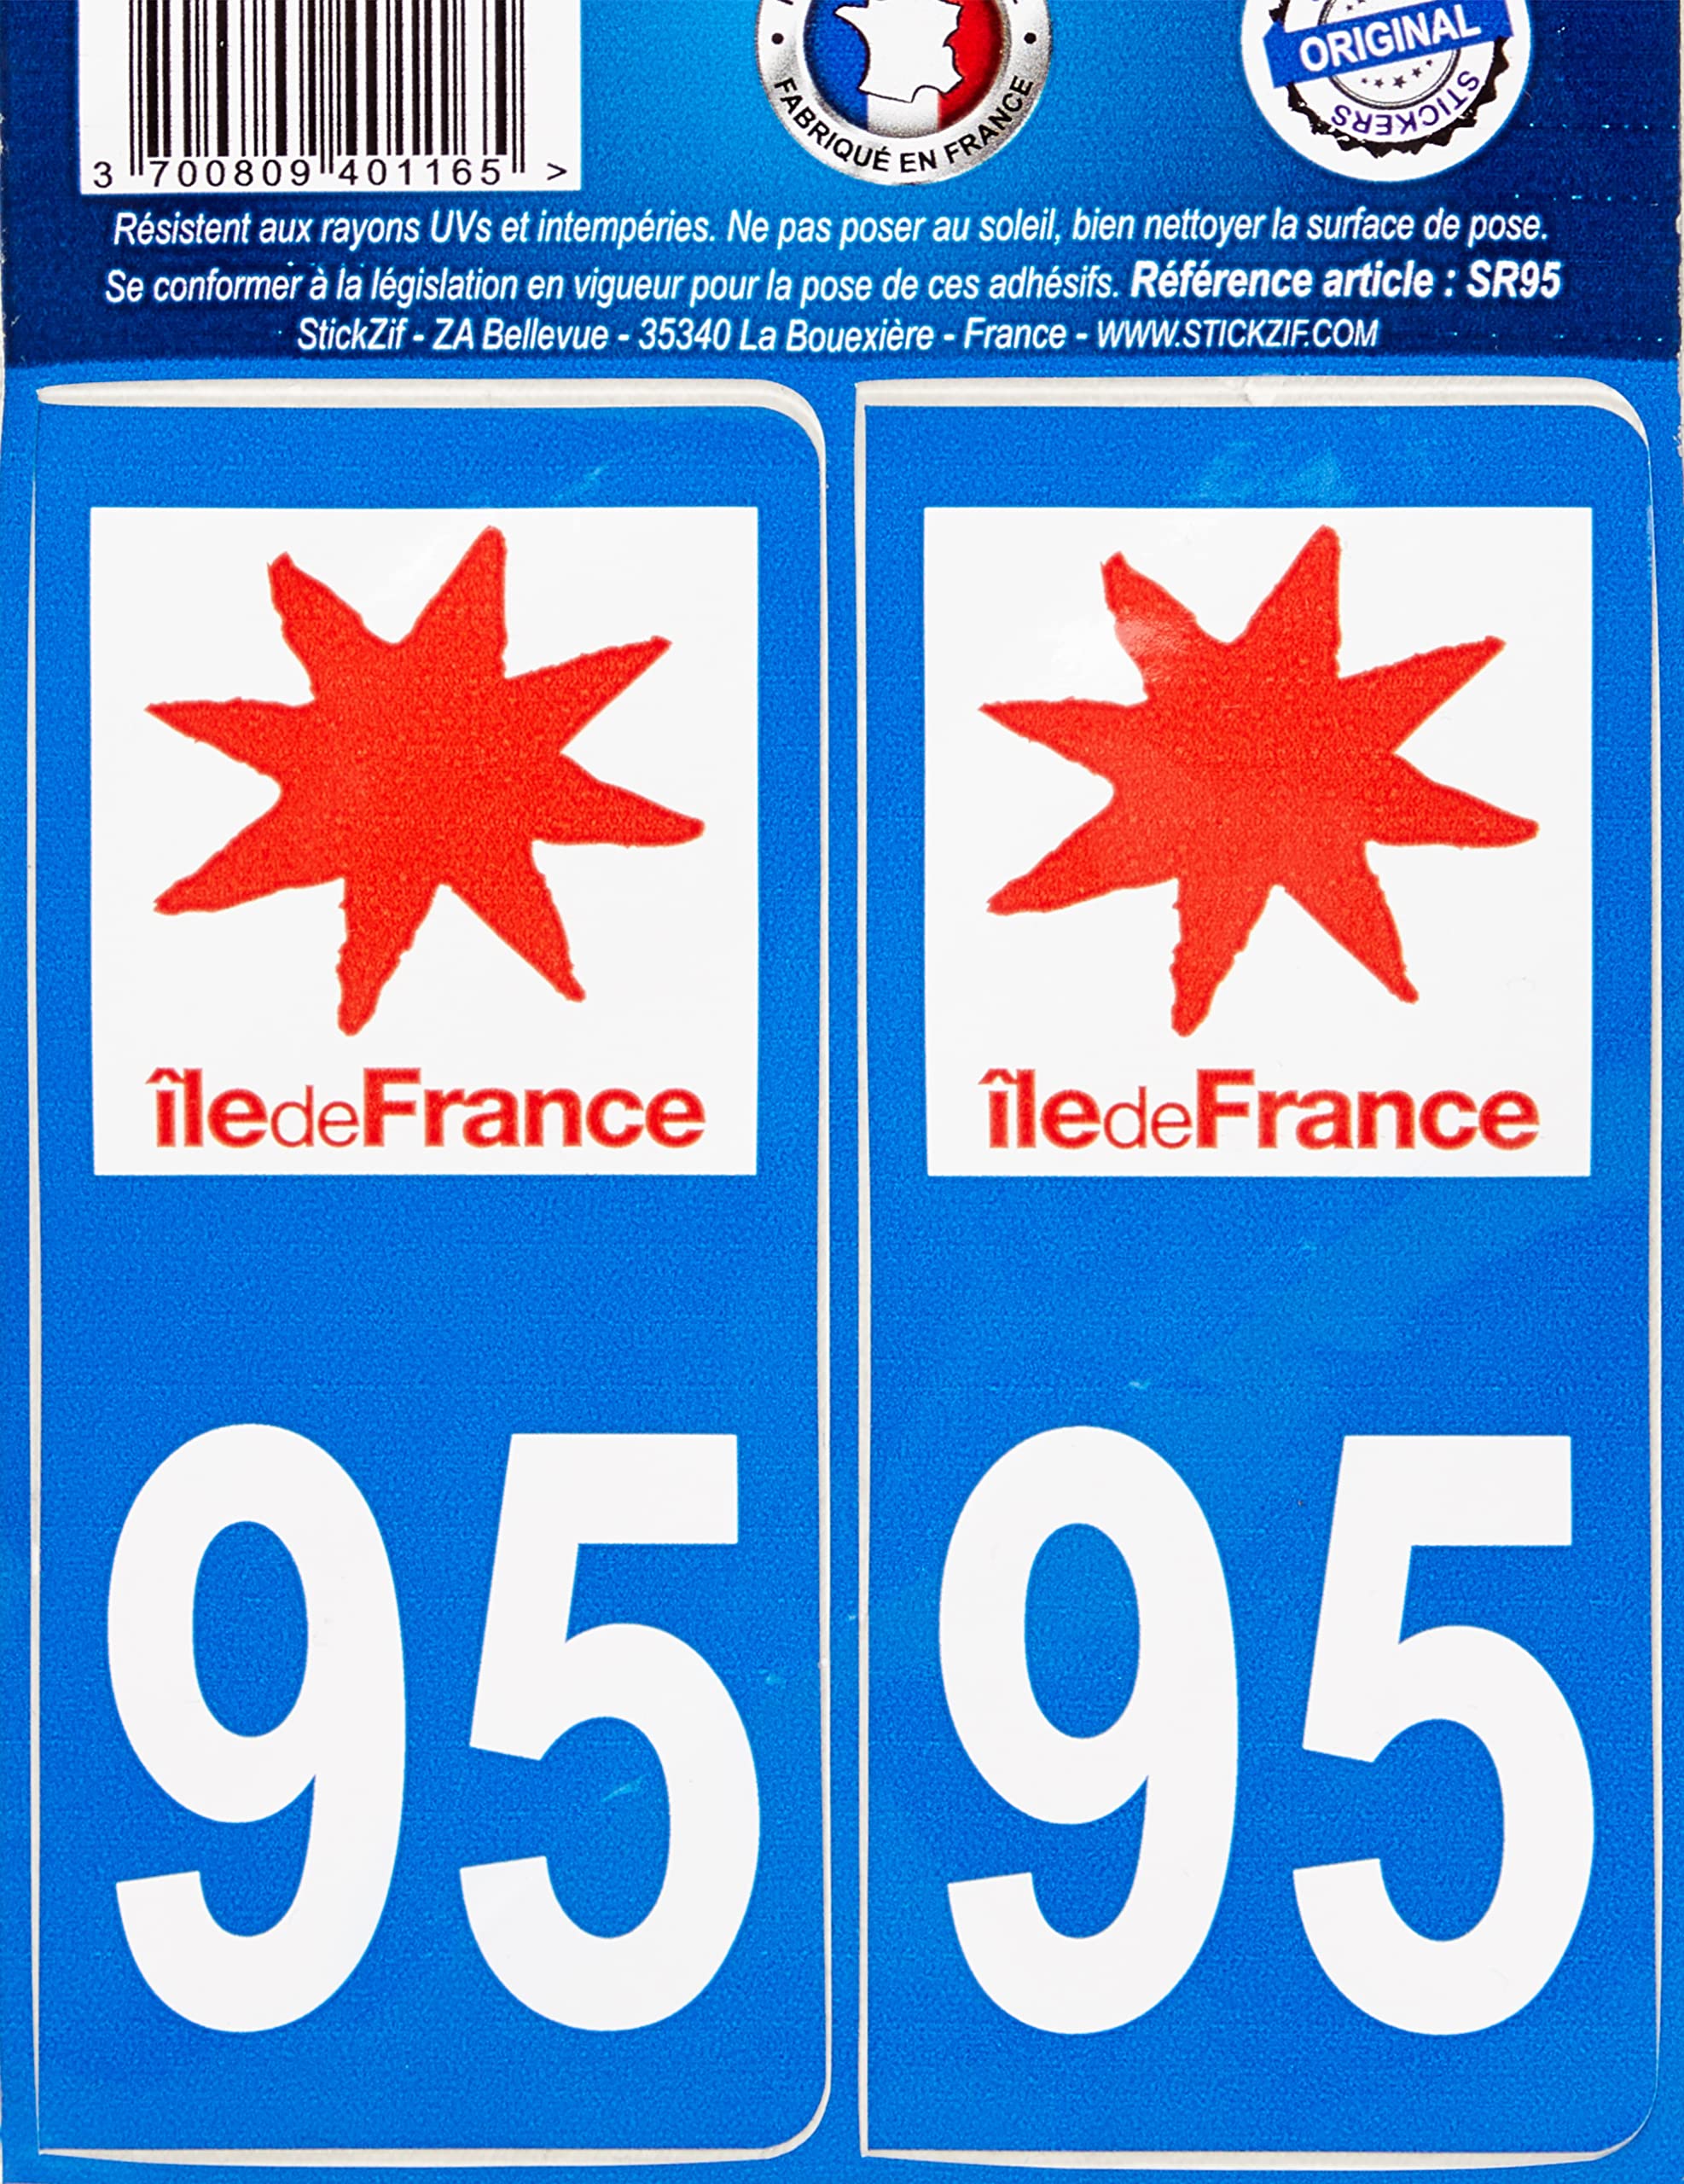 ORIGINAL
STICKERS
FABRIQUÉ EN FRANCE
3 700809 401165 >
Résistent aux rayons UVs et intempéries. Ne pas poser au soleil, bien nettoyer la surface de pose.
Se conformer à la législation en vigueur pour la pose de ces adhésifs. Référence article : SR95
StickZif - ZA Bellevue - 35340 La Bouexière - France - WWW.STICKZIF.COM
îledeFrance
îledeFrance
95
95